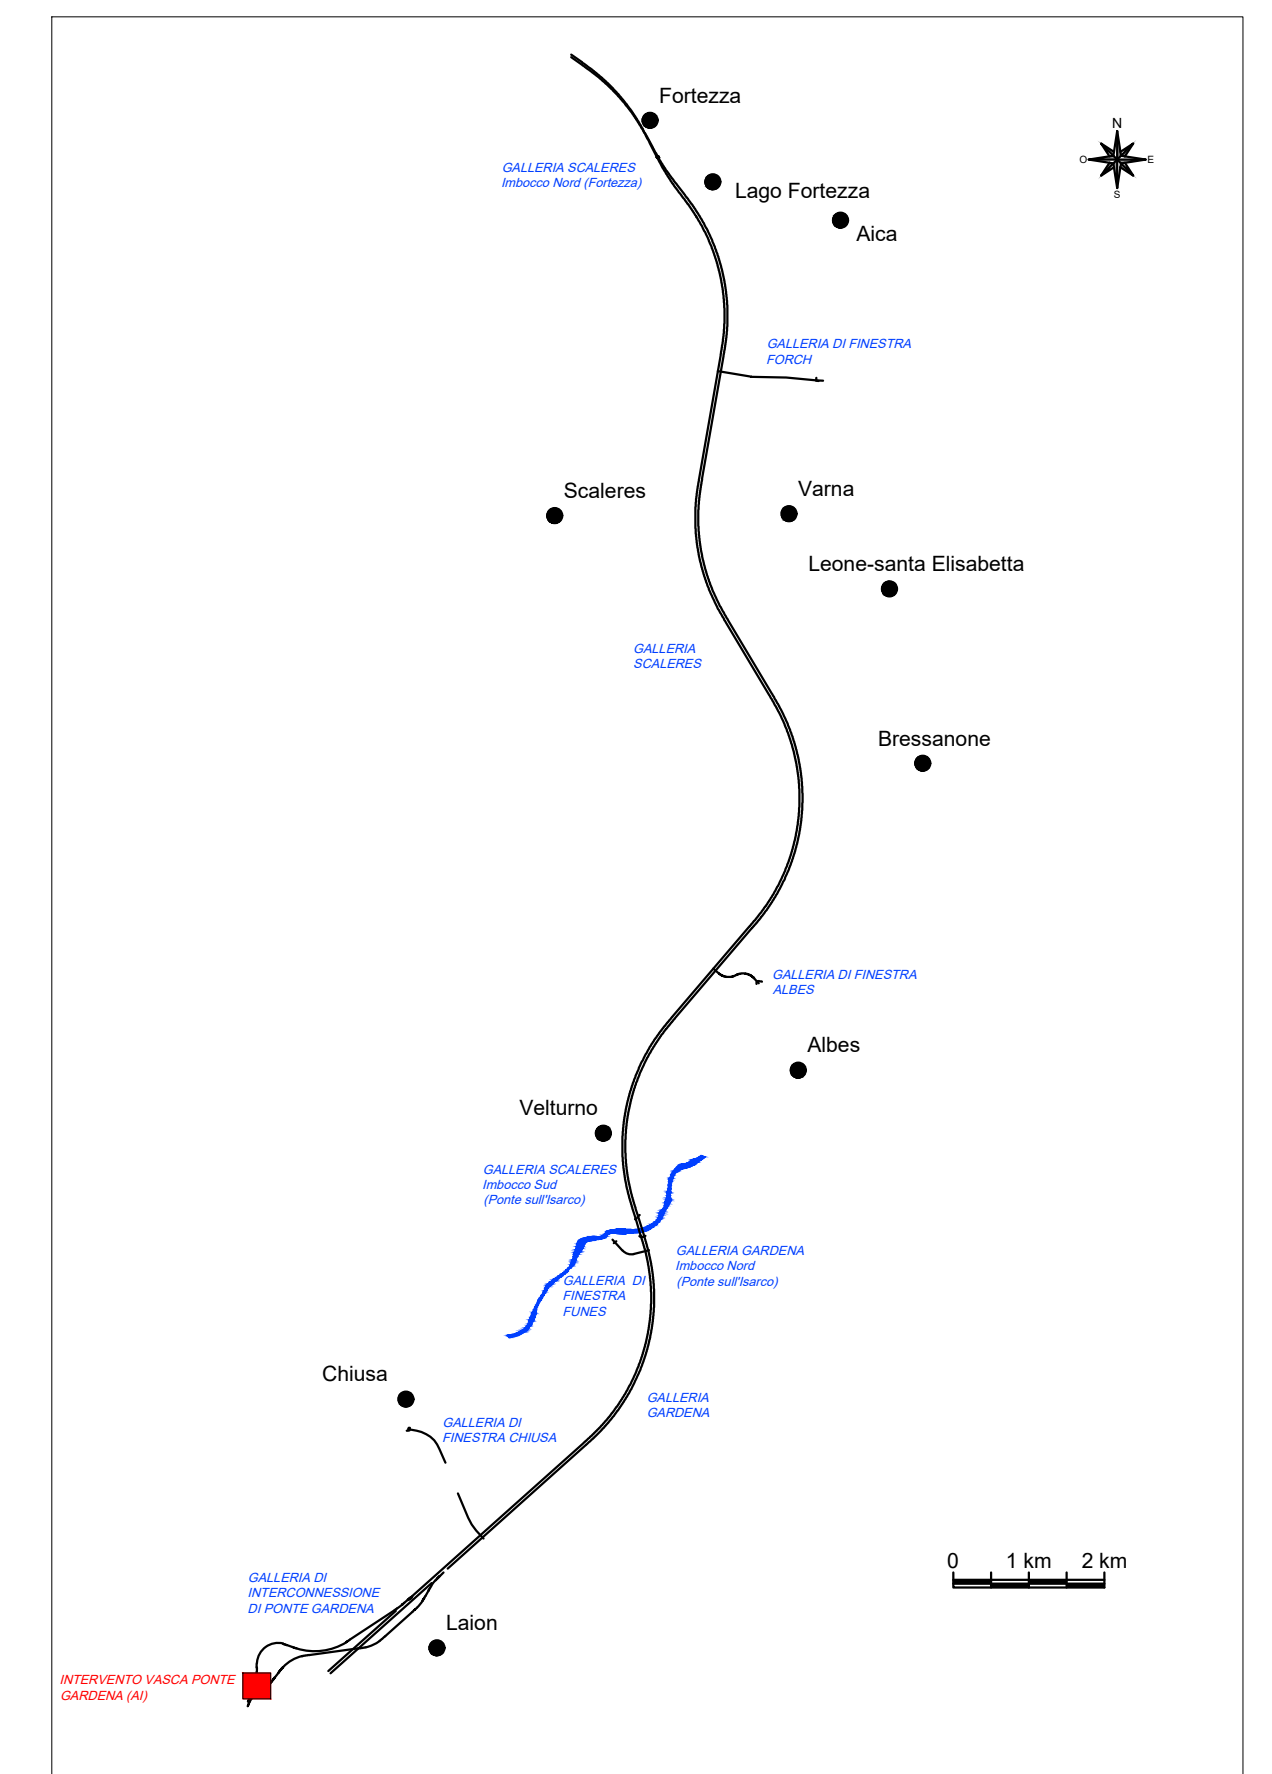 Fortezza
N
O
E
S
GALLERIA SCALERES
Imbocco Nord (Fortezza)
Lago Fortezza
Aica
GALLERIA DI FINESTRA
FORCH
Scaleres
Varna
Leone-santa Elisabetta
GALLERIA
SCALERES
Bressanone
GALLERIA DI FINESTRA
ALBES
Albes
Velturno
GALLERIA SCALERES
Imbocco Sud
(Ponte sull'Isarco)
GALLERIA GARDENA
Imbocco Nord
(Ponte sull'Isarco)
GALLERIA DI
FINESTRA
FUNES
Chiusa
GALLERIA
GARDENA
GALLERIA DI
FINESTRA CHIUSA
0 1 km 2 km
GALLERIA DI
INTERCONNESSIONE
DI PONTE GARDENA
Laion
INTERVENTO VASCA PONTE
GARDENA (AI)